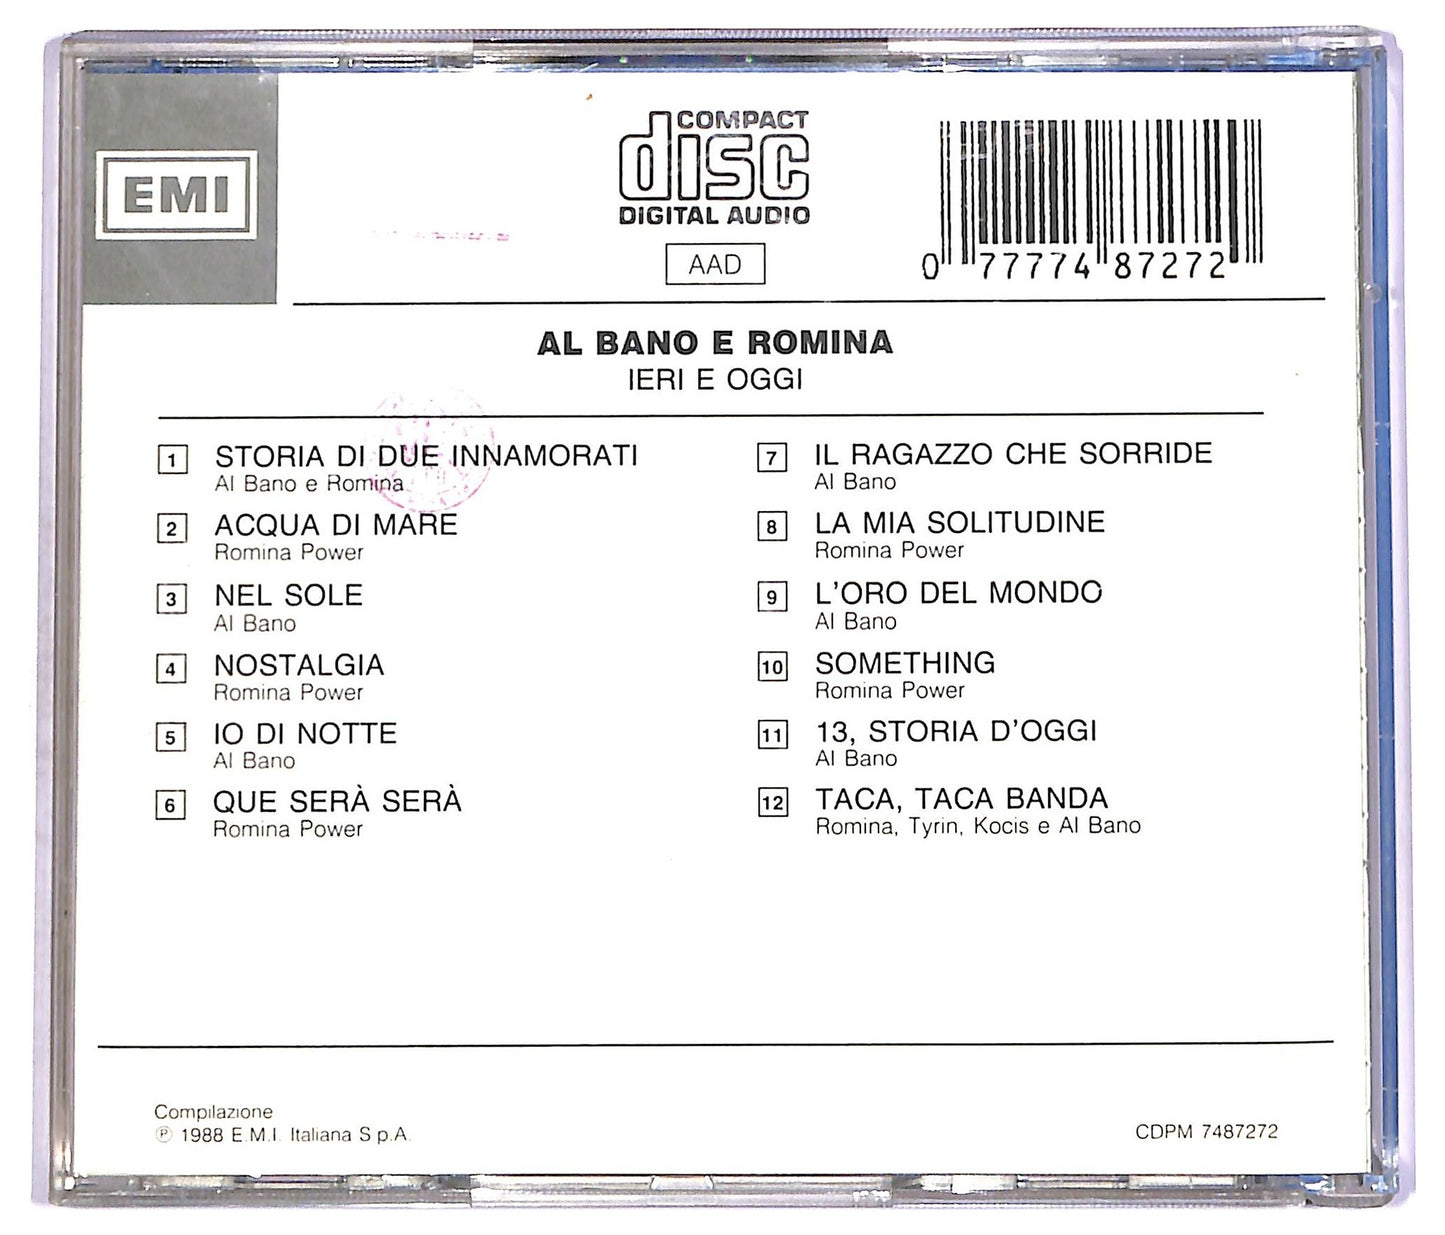 EMI
COMPACT
disc
DIGITAL AUDIO
AAD
0 77774 87272
AL BANO E ROMINA
IERI E OGGI
1 STORIA DI DUE INNAMORATI
Al Bano e Romina
2 ACQUA DI MARE
Romina Power
3 NEL SOLE
Al Bano
4 NOSTALGIA
Romina Power
5 IO DI NOTTE
Al Bano
6 QUE SERÀ SERÀ
Romina Power
7 IL RAGAZZO CHE SORRIDE
Al Bano
8 LA MIA SOLITUDINE
Romina Power
9 L'ORO DEL MONDO
Al Bano
10 SOMETHING
Romina Power
11 13, STORIA D'OGGI
Al Bano
12 TACA, TACA BANDA
Romina, Tyrin, Kocis e Al Bano
Compilazione
℗ 1988 E.M.I. Italiana S.p.A.
CDPM 7487272